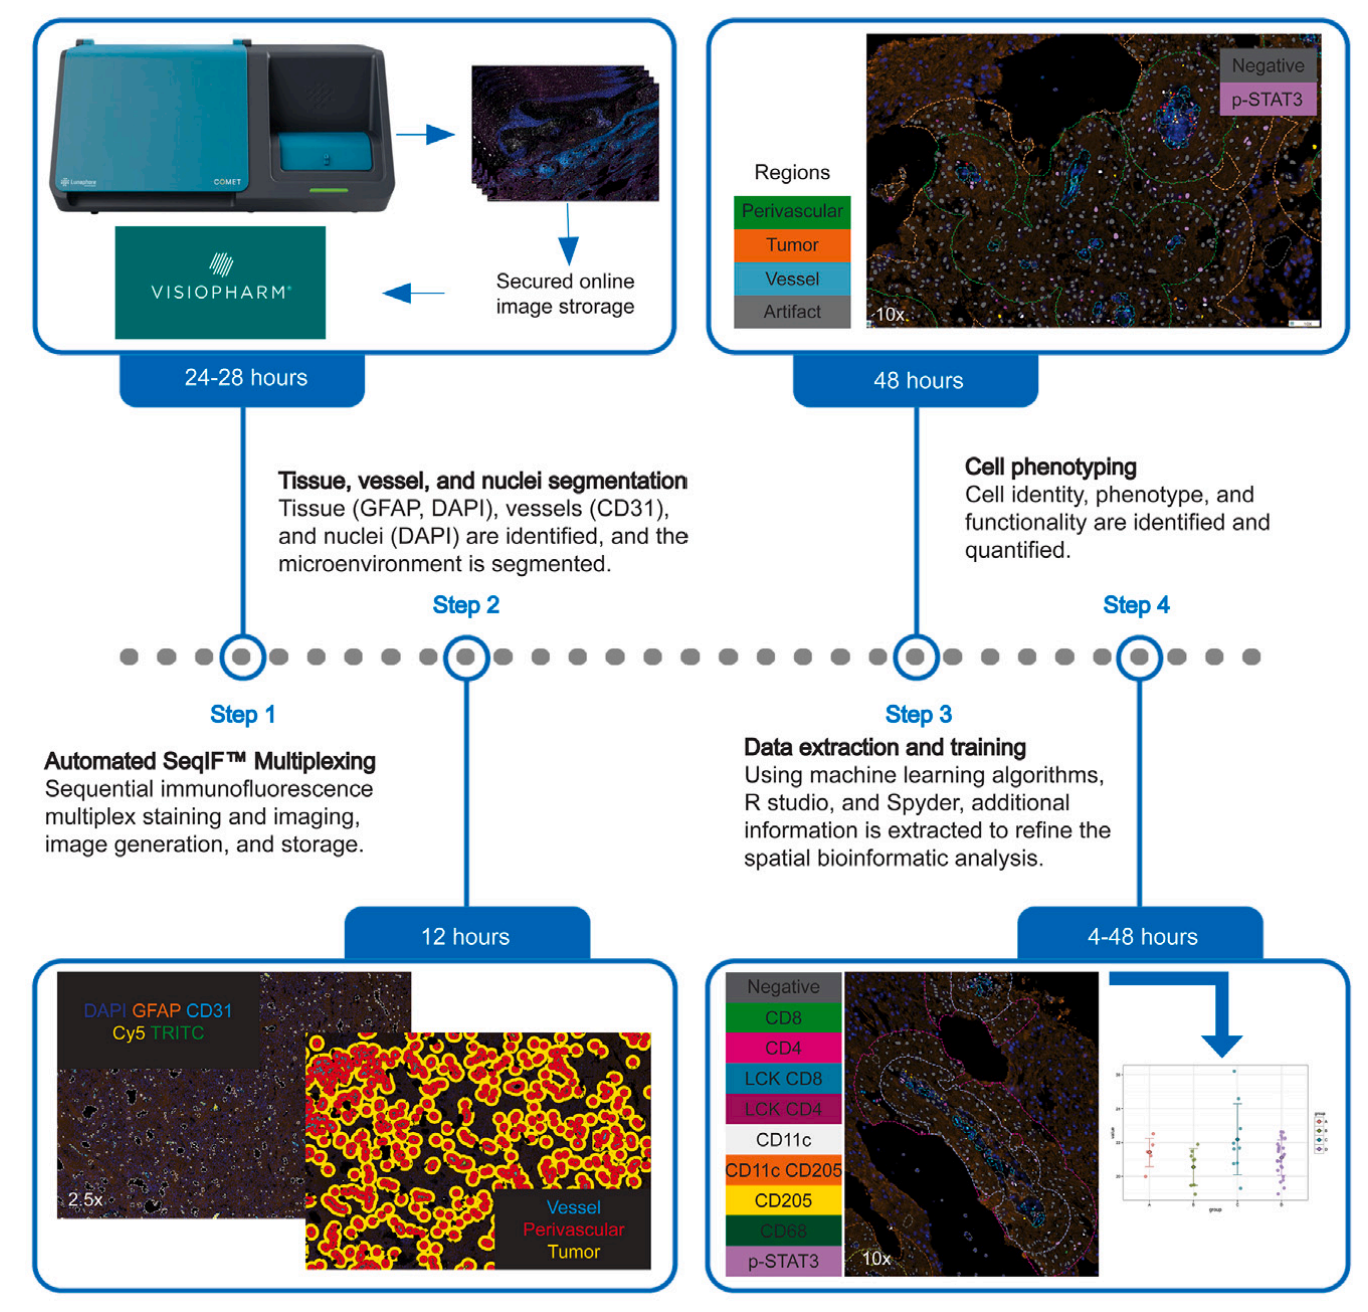 Lunaphore
COMET
VISIOPHARM®
Secured online
image strorage
24-28 hours
Regions
Perivascular
Tumor
Vessel
Artifact
Negative
p-STAT3
10x
48 hours
Tissue, vessel, and nuclei segmentation
Tissue (GFAP, DAPI), vessels (CD31),
and nuclei (DAPI) are identified, and the
microenvironment is segmented.
Step 2
Cell phenotyping
Cell identity, phenotype, and
functionality are identified and
quantified.
Step 4
Step 1
Automated SeqIF™ Multiplexing
Sequential immunofluorescence
multiplex staining and imaging,
image generation, and storage.
Step 3
Data extraction and training
Using machine learning algorithms,
R studio, and Spyder, additional
information is extracted to refine the
spatial bioinformatic analysis.
12 hours
DAPI GFAP CD31
Cy5 TRITC
2.5x
Vessel
Perivascular
Tumor
4-48 hours
Negative
CD8
CD4
LCK CD8
LCK CD4
CD11c
CD11c CD205
CD205
CD68
p-STAT3
10x
value
group
group
A
B
C